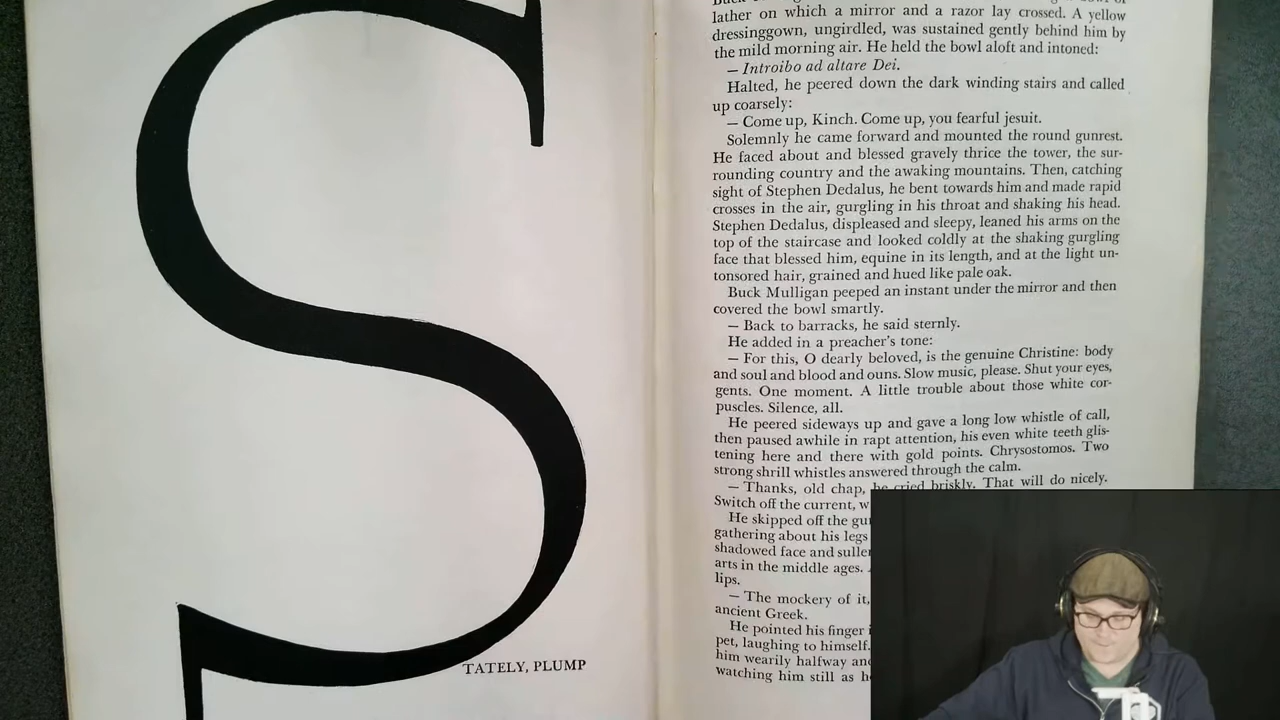 S
TATELY, PLUMP
lather on which a mirror and a razor lay crossed. A yellow
dressinggown, ungirdled, was sustained gently behind him by
the mild morning air. He held the bowl aloft and intoned:
— Introibo ad altare Dei.
Halted, he peered down the dark winding stairs and called
up coarsely:
— Come up, Kinch. Come up, you fearful jesuit.
Solemnly he came forward and mounted the round gunrest.
He faced about and blessed gravely thrice the tower, the sur-
rounding country and the awaking mountains. Then, catching
sight of Stephen Dedalus, he bent towards him and made rapid
crosses in the air, gurgling in his throat and shaking his head.
Stephen Dedalus, displeased and sleepy, leaned his arms on the
top of the staircase and looked coldly at the shaking gurgling
face that blessed him, equine in its length, and at the light un-
tonsored hair, grained and hued like pale oak.
Buck Mulligan peeped an instant under the mirror and then
covered the bowl smartly.
— Back to barracks, he said sternly.
He added in a preacher's tone:
— For this, O dearly beloved, is the genuine Christine: body
and soul and blood and ouns. Slow music, please. Shut your eyes,
gents. One moment. A little trouble about those white cor-
puscles. Silence, all.
He peered sideways up and gave a long low whistle of call,
then paused awhile in rapt attention, his even white teeth glis-
tening here and there with gold points. Chrysostomos. Two
strong shrill whistles answered through the calm.
— Thanks, old chap, he cried briskly. That will do nicely.
Switch off the current, w
He skipped off the gu
gathering about his legs
shadowed face and sulle
arts in the middle ages.
lips.
— The mockery of it,
ancient Greek.
He pointed his finger i
pet, laughing to himself.
him wearily halfway an
watching him still as h